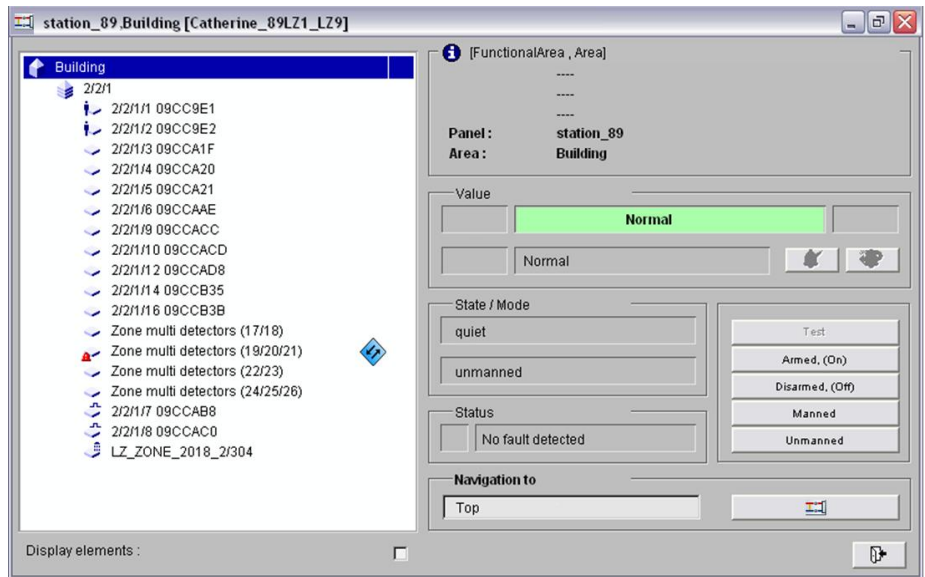 station_89.Building [Catherine_89LZ1_LZ9]
Building
2/2/1
2/2/1/1 09CC9E1
2/2/1/2 09CC9E2
2/2/1/3 09CCA1F
2/2/1/4 09CCA20
2/2/1/5 09CCA21
2/2/1/6 09CCAAE
2/2/1/9 09CCACC
2/2/1/10 09CCACD
2/2/1/12 09CCAD8
2/2/1/14 09CCB35
2/2/1/16 09CCB3B
Zone multi detectors (17/18)
Zone multi detectors (19/20/21)
Zone multi detectors (22/23)
Zone multi detectors (24/25/26)
2/2/1/7 09CCAB8
2/2/1/8 09CCAC0
LZ_ZONE_2018_2/304
Display elements :
[FunctionalArea , Area]
----
----
----
Panel : station_89
Area : Building
Value
Normal
Normal
State / Mode
quiet
unmanned
Status
No fault detected
Test
Armed, (On)
Disarmed, (Off)
Manned
Unmanned
Navigation to
Top